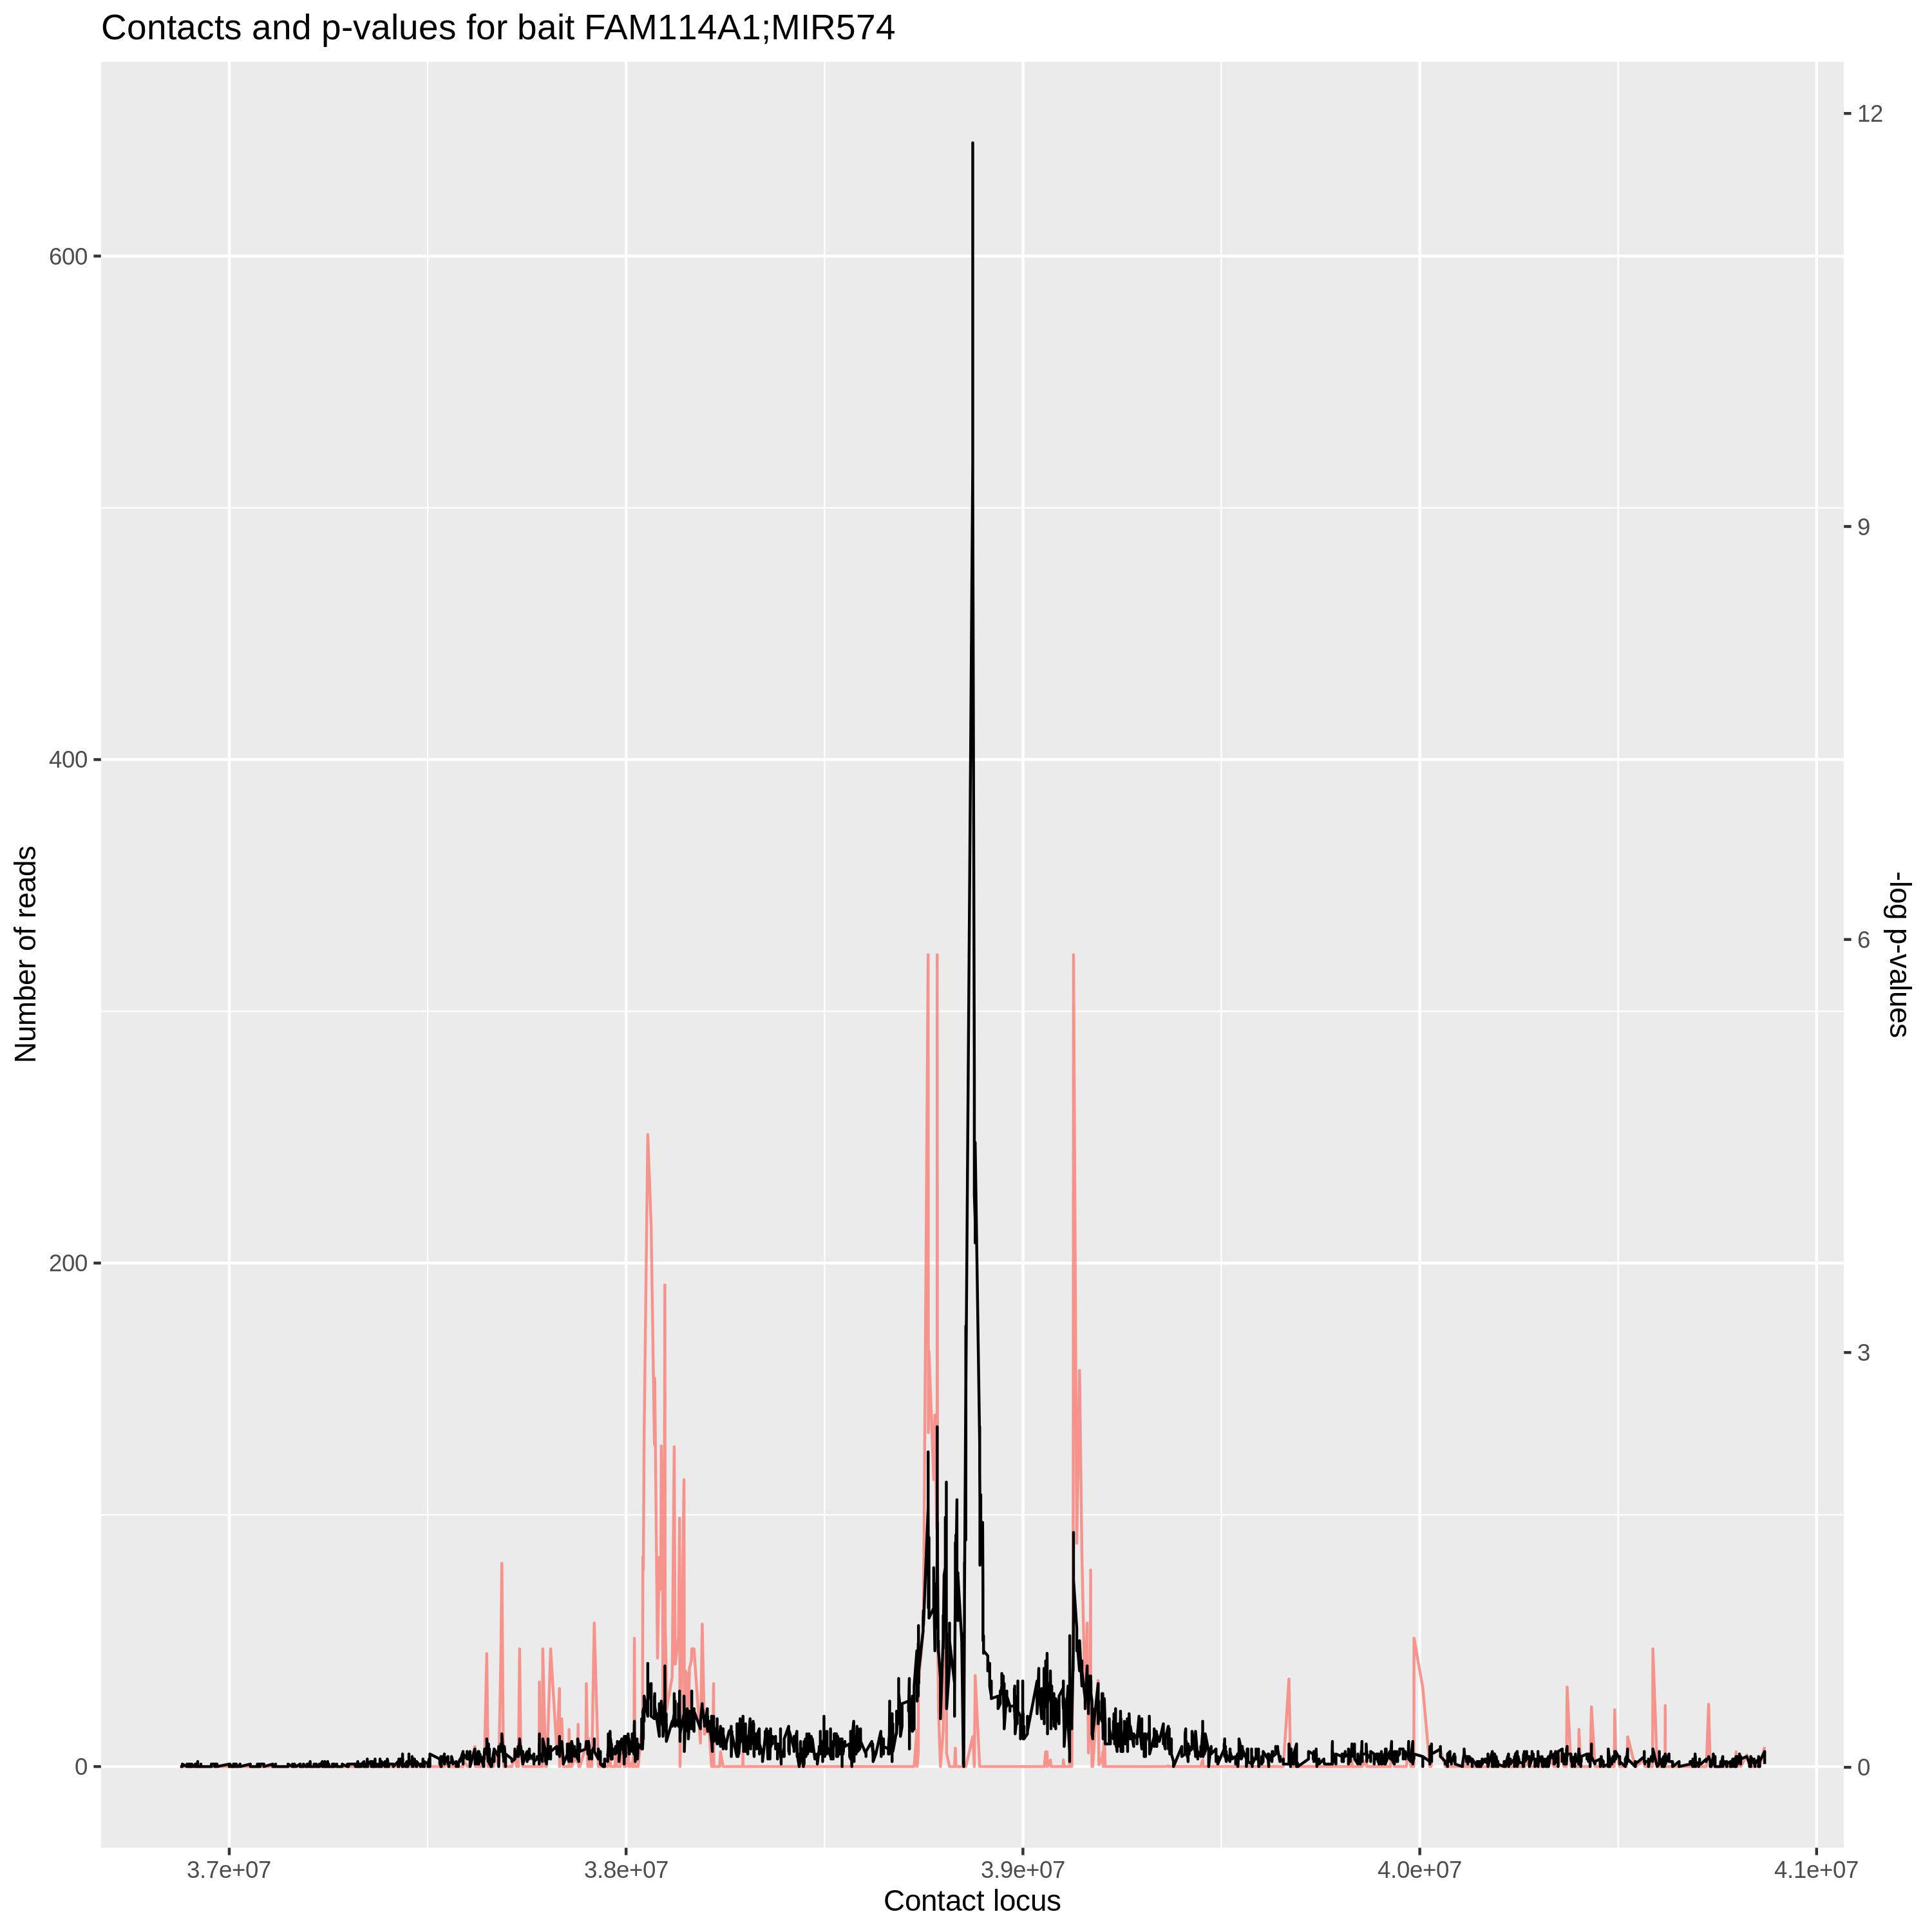 Contacts and p-values for bait FAM114A1;MIR574
12
600
9
400
6
Number of reads
-log p-values
200
3
0
0
3.7e+07
3.8e+07
3.9e+07
4.0e+07
4.1e+07
Contact locus